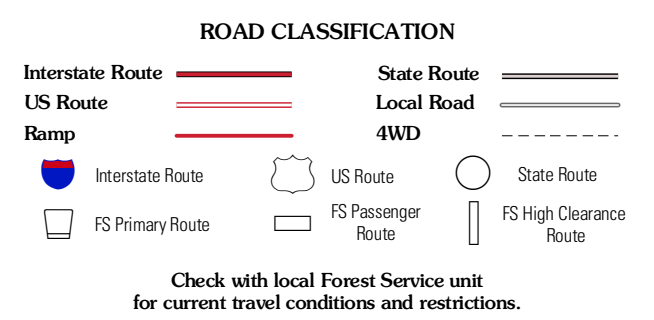 ROAD CLASSIFICATION
Interstate Route
State Route
US Route
Local Road
Ramp
4WD
Interstate Route
US Route
State Route
FS Primary Route
FS Passenger
Route
FS High Clearance
Route
Check with local Forest Service unit
for current travel conditions and restrictions.